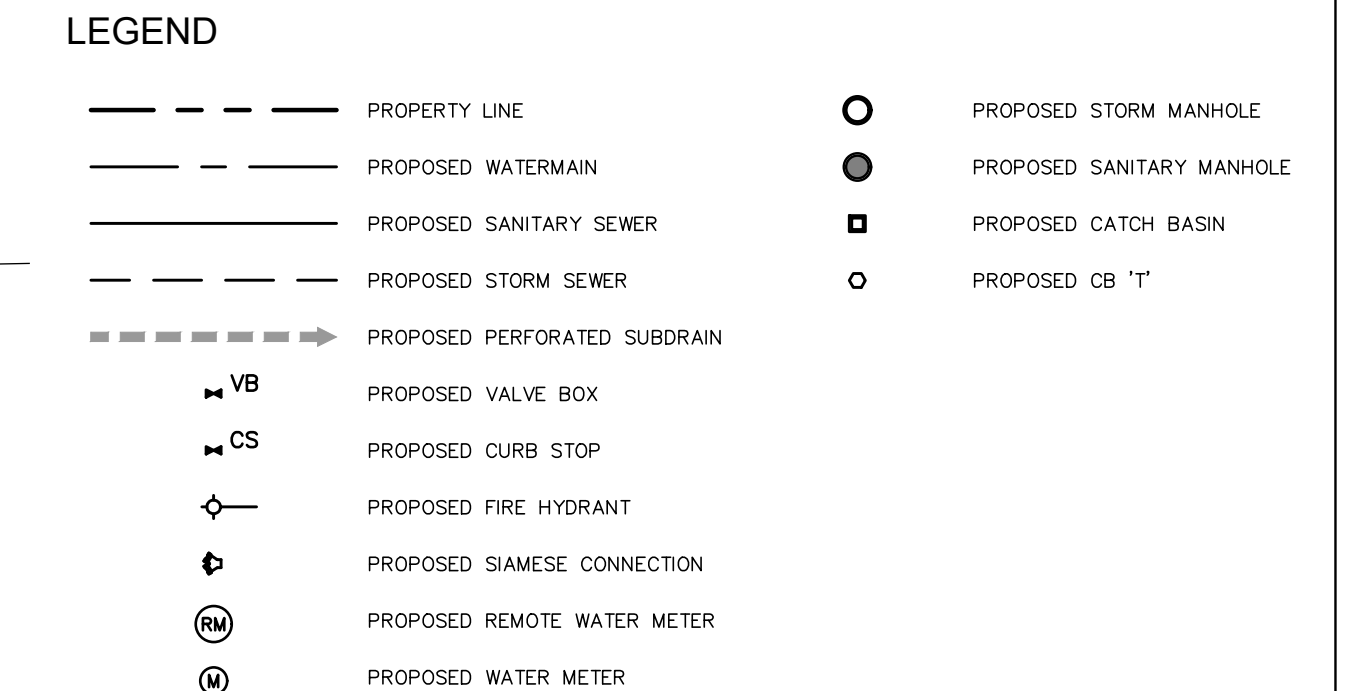 LEGEND
PROPERTY LINE
PROPOSED WATERMAIN
PROPOSED SANITARY SEWER
PROPOSED STORM SEWER
PROPOSED PERFORATED SUBDRAIN
VB PROPOSED VALVE BOX
CS PROPOSED CURB STOP
PROPOSED FIRE HYDRANT
PROPOSED SIAMESE CONNECTION
RM PROPOSED REMOTE WATER METER
M PROPOSED WATER METER
PROPOSED STORM MANHOLE
PROPOSED SANITARY MANHOLE
PROPOSED CATCH BASIN
PROPOSED CB 'T'